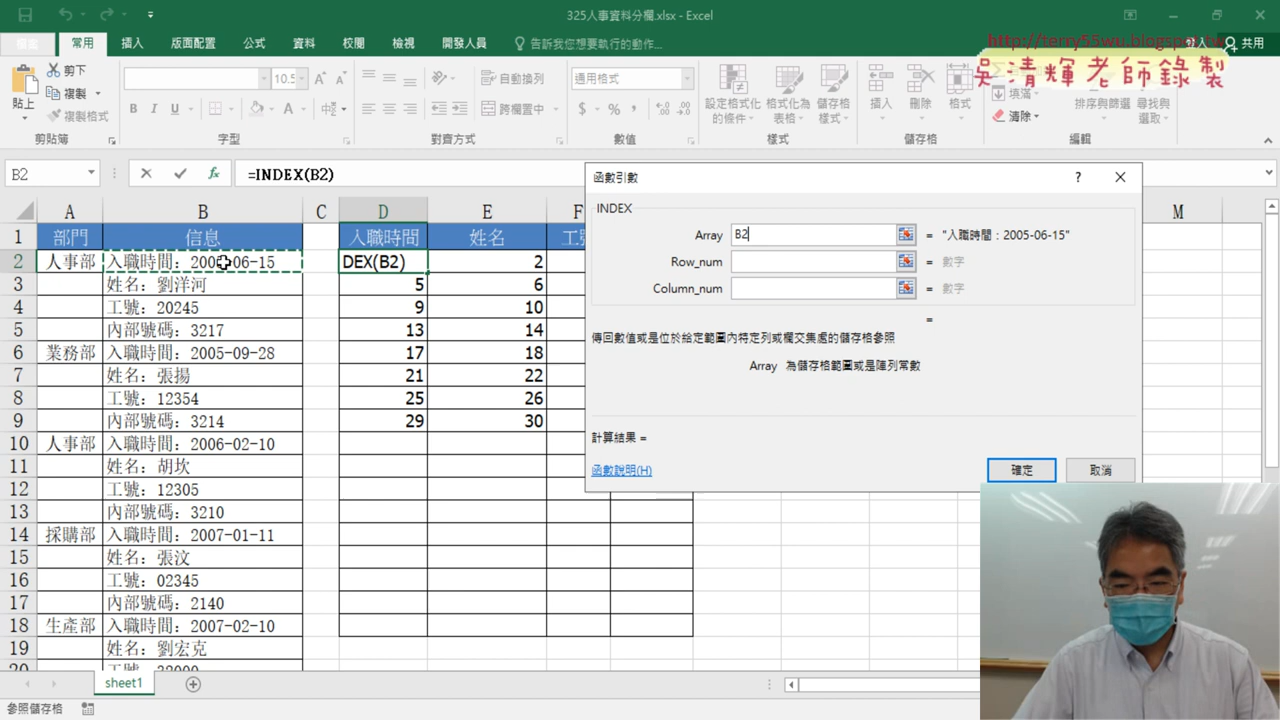 325人事資料分欄.xlsx - Excel
常用 插入 版面配置 公式 資料 校閱 檢視 開發人員 告訴我您想要執行的動作... 共用
http://terry55wu.blogspot.tw
吳清輝老師錄製
剪下
複製
複製格式
貼上
剪貼簿
10.5
B I U
字型
自動換列
跨欄置中
對齊方式
通用格式
數值
設定格式化的條件
格式化為表格
儲存格樣式
樣式
插入 刪除 格式
儲存格
填滿
清除
排序與篩選 尋找與選取
編輯
B2 fx =INDEX(B2)
A B C D E F M
1 部門 信息 入職時間 姓名
2 人事部 入職時間：2005-06-15 DEX(B2) 2
3 姓名：劉洋河 5 6
4 工號：20245 9 10
5 內部號碼：3217 13 14
6 業務部 入職時間：2005-09-28 17 18
7 姓名：張揚 21 22
8 工號：12354 25 26
9 內部號碼：3214 29 30
10 人事部 入職時間：2006-02-10
11 姓名：胡坎
12 工號：12305
13 內部號碼：3210
14 採購部 入職時間：2007-01-11
15 姓名：張汶
16 工號：02345
17 內部號碼：2140
18 生產部 入職時間：2007-02-10
19 姓名：劉宏克
函數引數 ?
INDEX
Array B2 = "入職時間：2005-06-15"
Row_num = 數字
Column_num = 數字
=
傳回數值或是位於給定範圍內特定列或欄交集處的儲存格參照
Array 為儲存格範圍或是陣列常數
計算結果 =
函數說明(H)
確定 取消
sheet1
參照儲存格